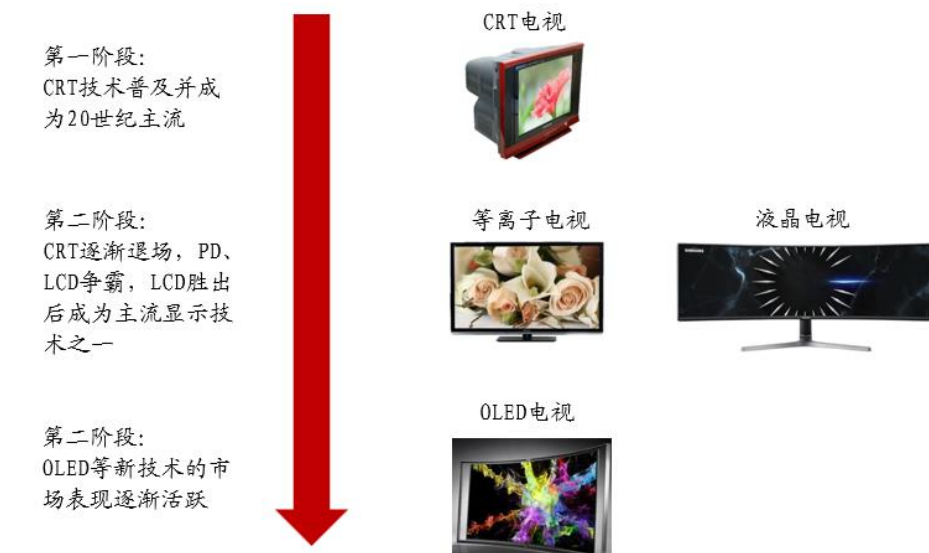 CRT电视
第一阶段：
CRT技术普及并成
为20世纪主流
第二阶段：
CRT逐渐退场，PD、
LCD争霸，LCD胜出
后成为主流显示技
术之一
等离子电视
液晶电视
SAMSUNG
第二阶段：
OLED等新技术的市
场表现逐渐活跃
OLED电视